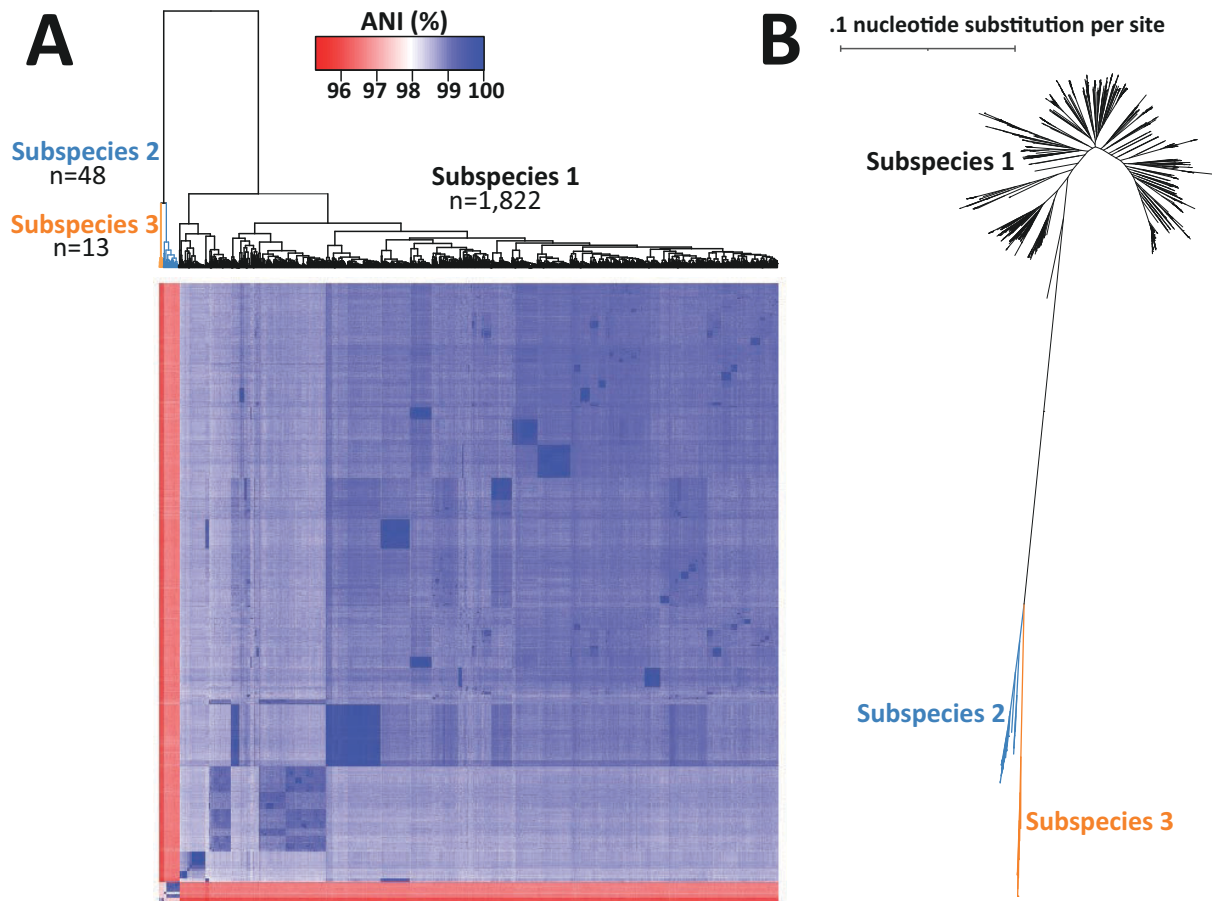 A
ANI (%)
96 97 98 99 100
Subspecies 2
n=48
Subspecies 3
n=13
Subspecies 1
n=1,822
B
.1 nucleotide substitution per site
Subspecies 1
Subspecies 2
Subspecies 3